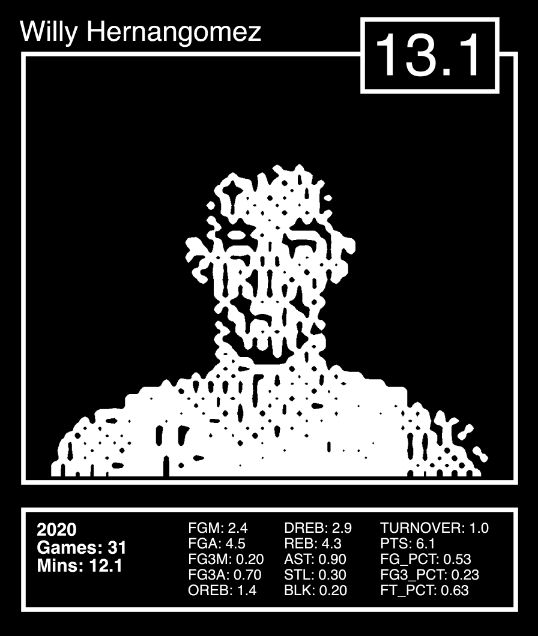 Willy Hernangomez
13.1
2020
Games: 31
Mins: 12.1
FGM: 2.4
FGA: 4.5
FG3M: 0.20
FG3A: 0.70
OREB: 1.4
DREB: 2.9
REB: 4.3
AST: 0.90
STL: 0.30
BLK: 0.20
TURNOVER: 1.0
PTS: 6.1
FG_PCT: 0.53
FG3_PCT: 0.23
FT_PCT: 0.63